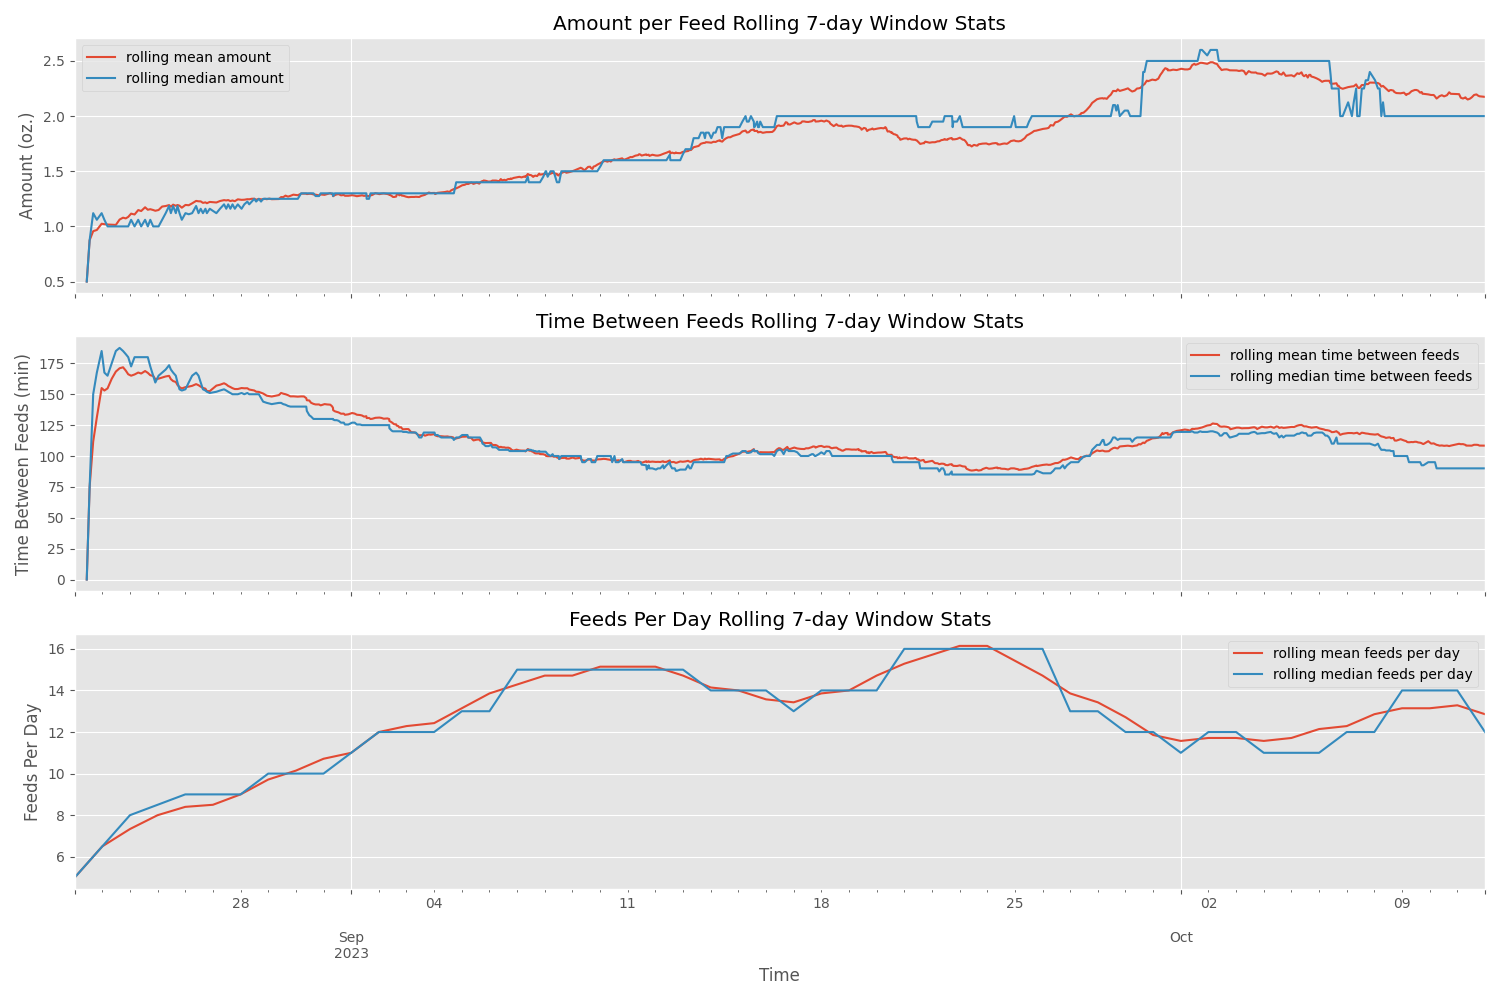 Amount per Feed Rolling 7-day Window Stats
rolling mean amount
rolling median amount
Amount (oz.)
2.5
2.0
1.5
1.0
0.5
Time Between Feeds Rolling 7-day Window Stats
rolling mean time between feeds
rolling median time between feeds
Time Between Feeds (min)
175
150
125
100
75
50
25
0
Feeds Per Day Rolling 7-day Window Stats
rolling mean feeds per day
rolling median feeds per day
Feeds Per Day
16
14
12
10
8
6
28 04 11 18 25 02 09
Sep Oct
2023
Time